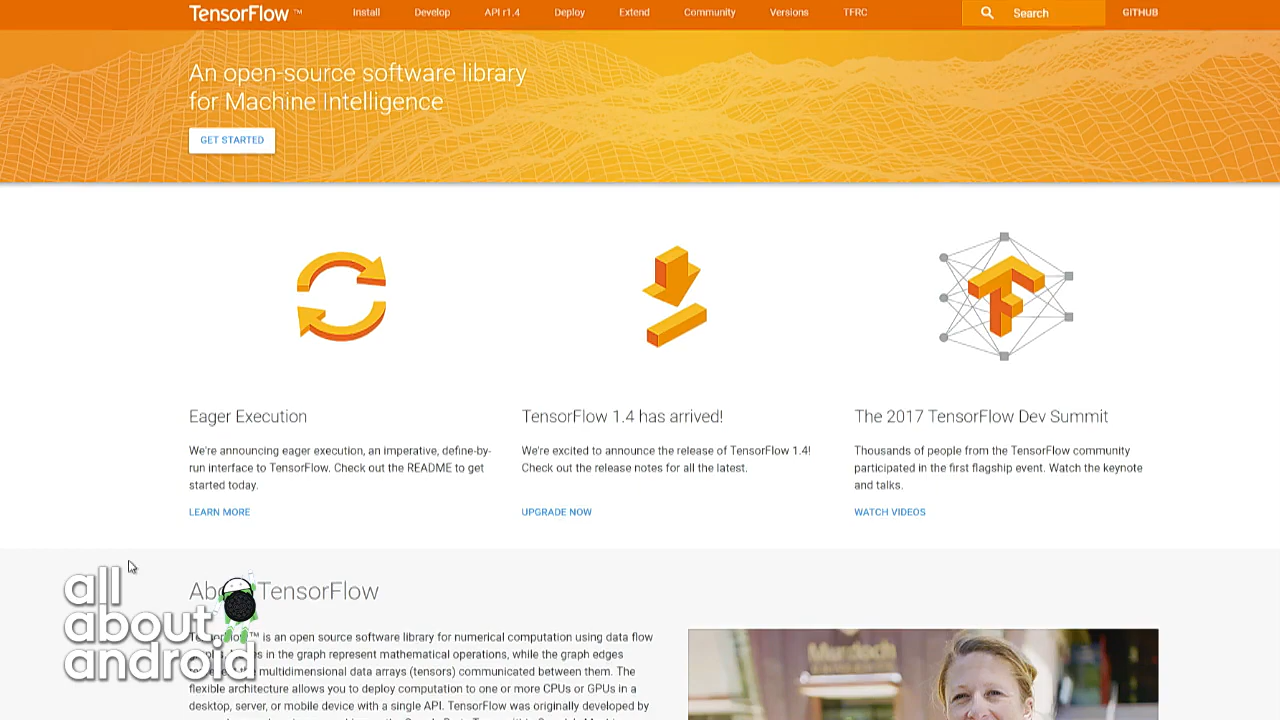 TensorFlow ™
Install
Develop
API r1.4
Deploy
Extend
Community
Versions
TFRC
Search
GITHUB
An open-source software library
for Machine Intelligence
GET STARTED
Eager Execution
We're announcing eager execution, an imperative, define-by-
run interface to TensorFlow. Check out the README to get
started today.
LEARN MORE
TensorFlow 1.4 has arrived!
We're excited to announce the release of TensorFlow 1.4!
Check out the release notes for all the latest.
UPGRADE NOW
The 2017 TensorFlow Dev Summit
Thousands of people from the TensorFlow community
participated in the first flagship event. Watch the keynote
and talks.
WATCH VIDEOS
TensorFlow
is an open source software library for numerical computation using data flow
in the graph represent mathematical operations, while the graph edges
multidimensional data arrays (tensors) communicated between them. The
flexible architecture allows you to deploy computation to one or more CPUs or GPUs in a
desktop, server, or mobile device with a single API. TensorFlow was originally developed by
all
about
android
Murdoch